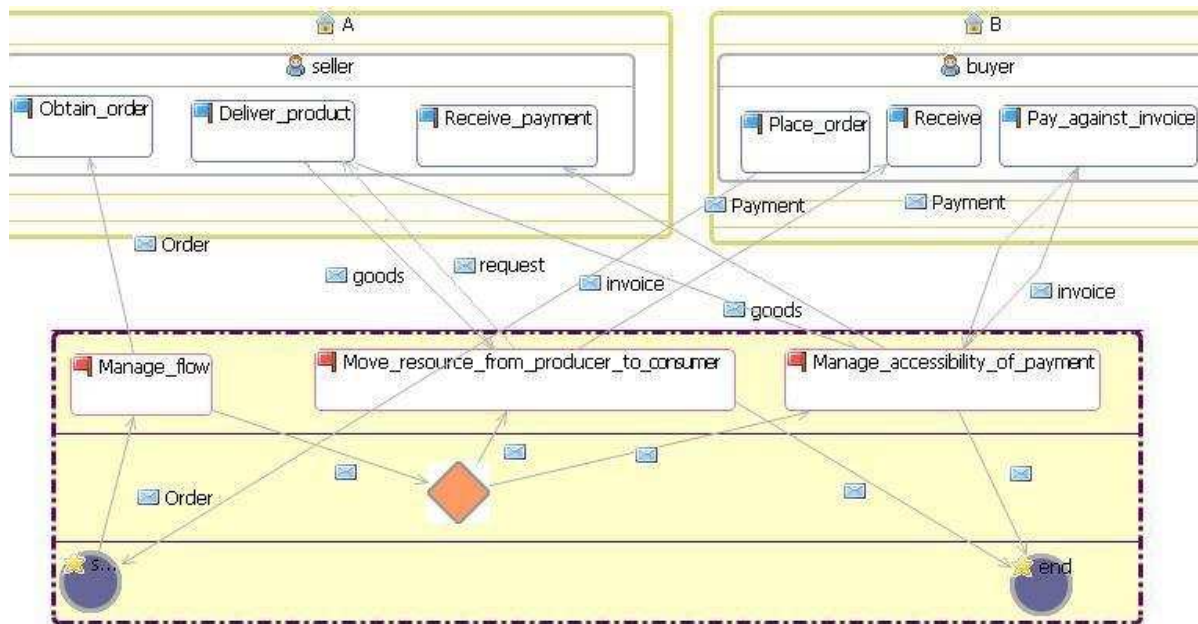 A
B
seller
buyer
Obtain_order
Deliver_product
Receive_payment
Place_order
Receive
Pay_against_invoice
Payment
Payment
Order
goods
request
invoice
goods
invoice
Manage_flow
Move_resource_from_producer_to_consumer
Manage_accessibility_of_payment
Order
s...
end